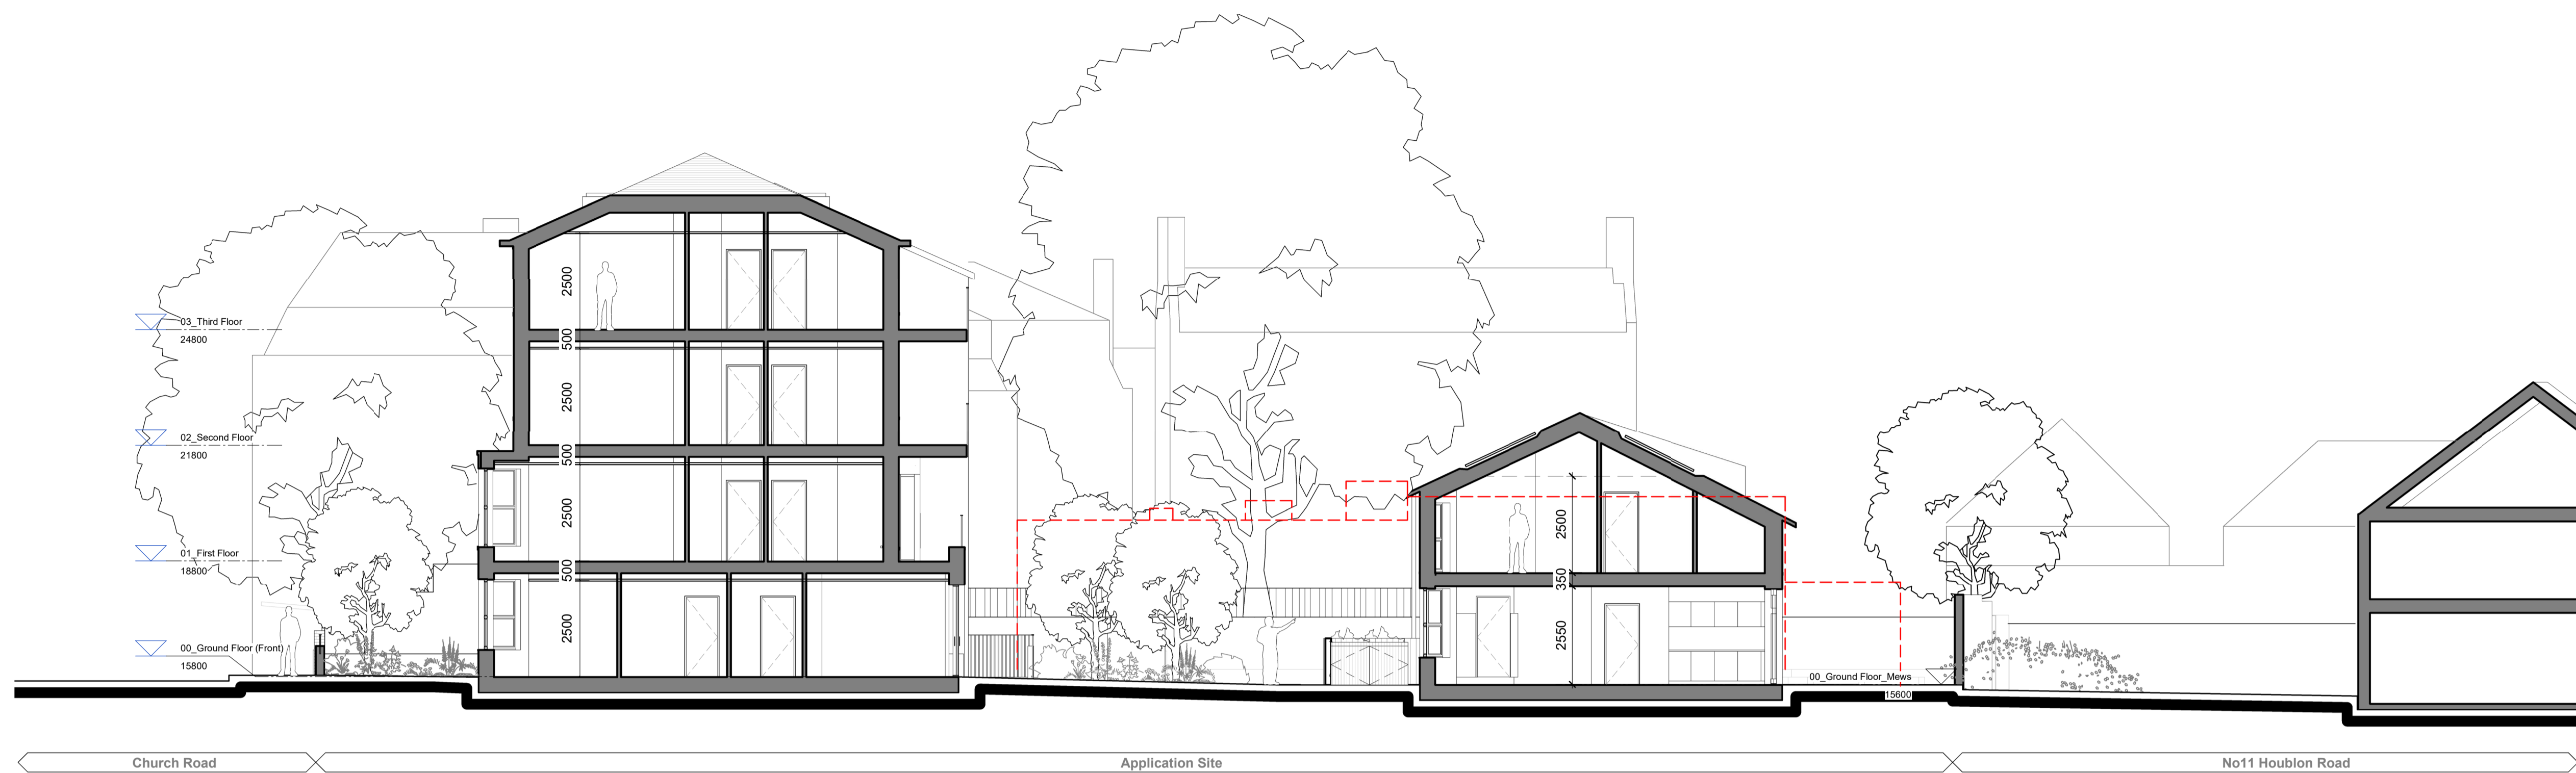 03_Third Floor
24800
02_Second Floor
21800
01_First Floor
18800
00_Ground Floor (Front)
15800
2500
500
2500
500
2500
500
2500
2500
350
2550
00_Ground Floor_Mews
15600
Church Road
Application Site
No11 Houblon Road